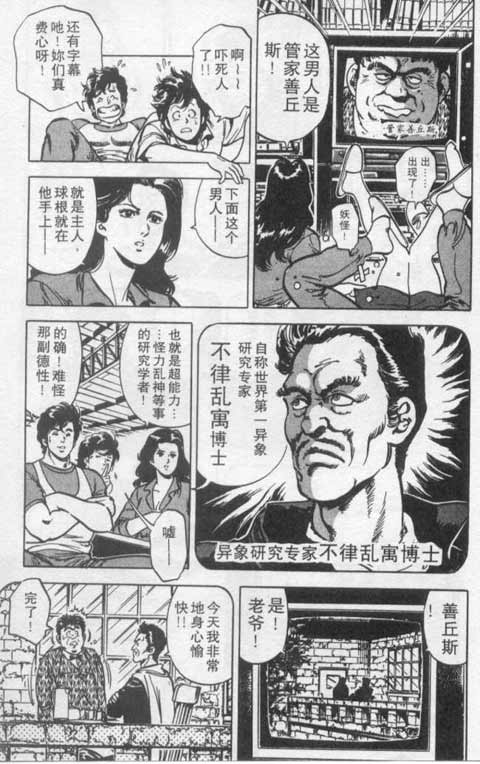 这男人是
管家善丘
斯！
管家善丘斯
出……
出现了！
妖怪！
啊～～
吓死人
了！！
还有字幕
吔！妳们真
费心呀！
下面这个
男人——
就是主人，
球根就在
他手上——
自称世界第一异象
研究专家
不律乱寓博士
异象研究专家不律乱寓博士
也就是超能力…
…怪力乱神等事
的研究学者！
的确！难怪
那副德性！
嘘——
善丘斯
！
是！
老爷！
今天我非常
地身心愉
快！！
完了！